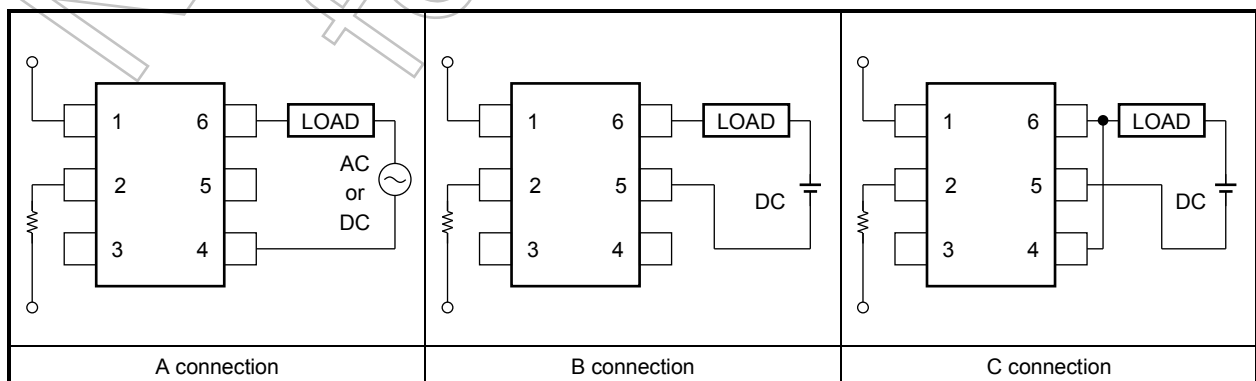 1 6 LOAD
AC
2 5 or
DC
3 4
A connection
1 6 LOAD
2 5 DC
3 4
B connection
1 6 LOAD
2 5 DC
3 4
C connection